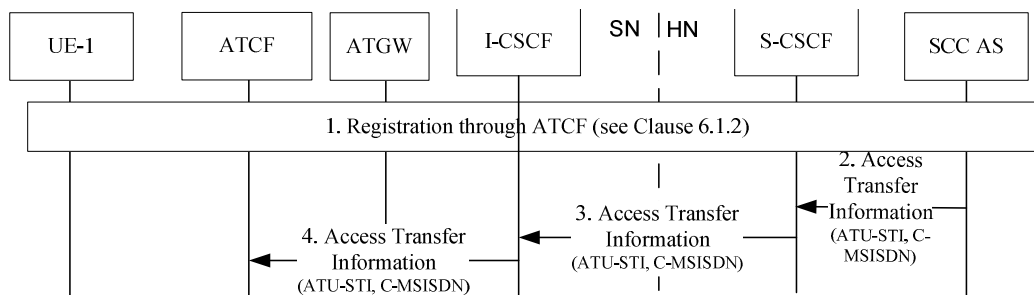 UE-1
ATCF
ATGW
I-CSCF
SN
HN
S-CSCF
SCC AS
1. Registration through ATCF (see Clause 6.1.2)
2. Access
Transfer
Information
(ATU-STI, C-
MSISDN)
3. Access Transfer
Information
(ATU-STI, C-MSISDN)
4. Access Transfer
Information
(ATU-STI, C-MSISDN)